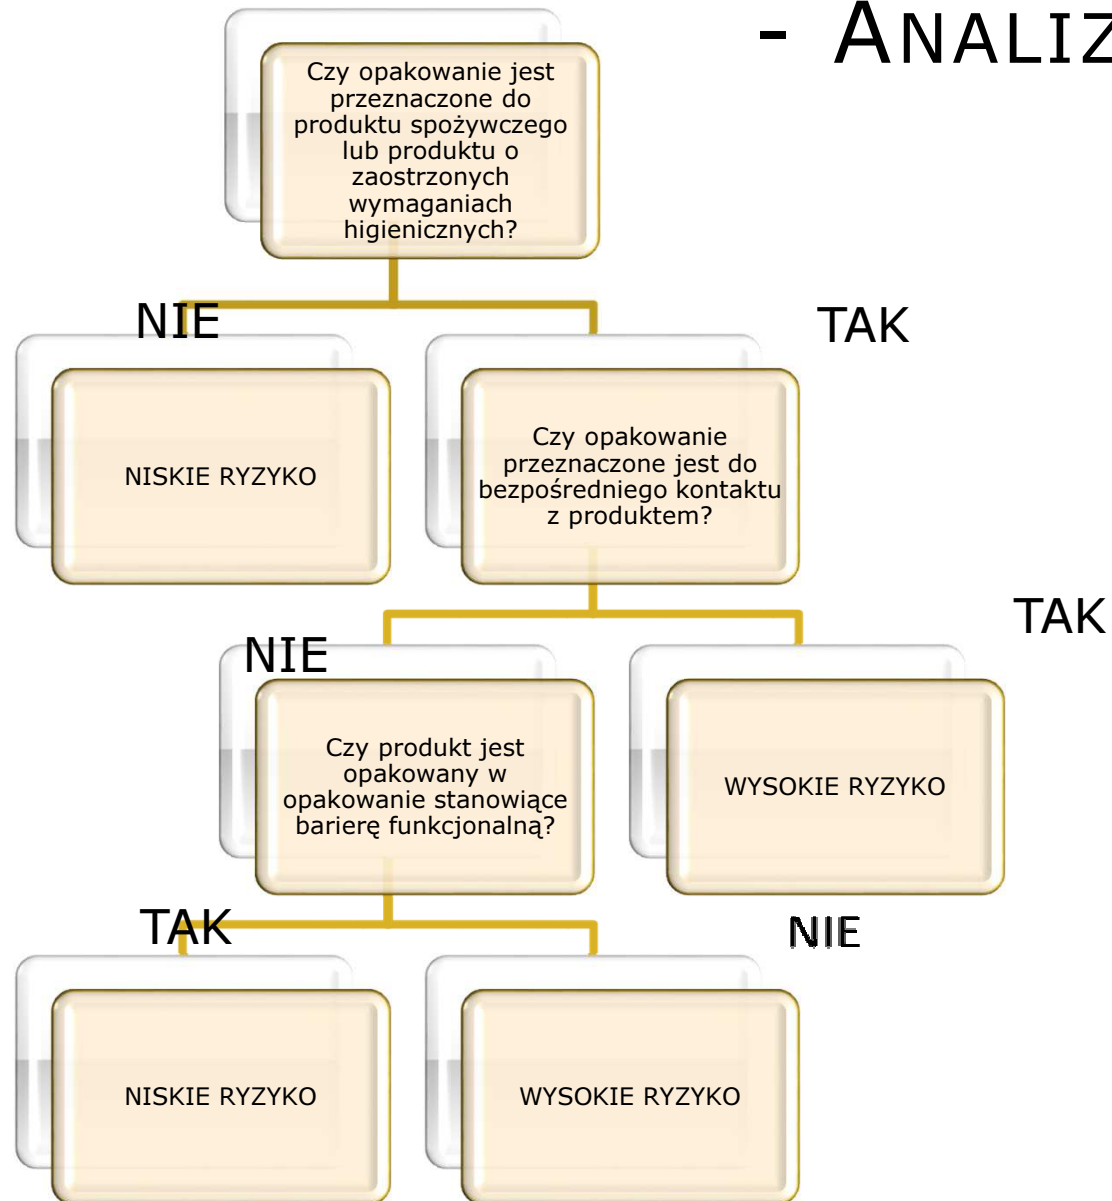 - ANALIZ
Czy opakowanie jest
przeznaczone do
produktu spożywczego
lub produktu o
zaostrzonych
wymaganiach
higienicznych?
NIE
TAK
NISKIE RYZYKO
Czy opakowanie
przeznaczone jest do
bezpośredniego kontaktu
z produktem?
NIE
TAK
Czy produkt jest
opakowany w
opakowanie stanowiące
barierę funkcjonalną?
WYSOKIE RYZYKO
TAK
NIE
NISKIE RYZYKO
WYSOKIE RYZYKO